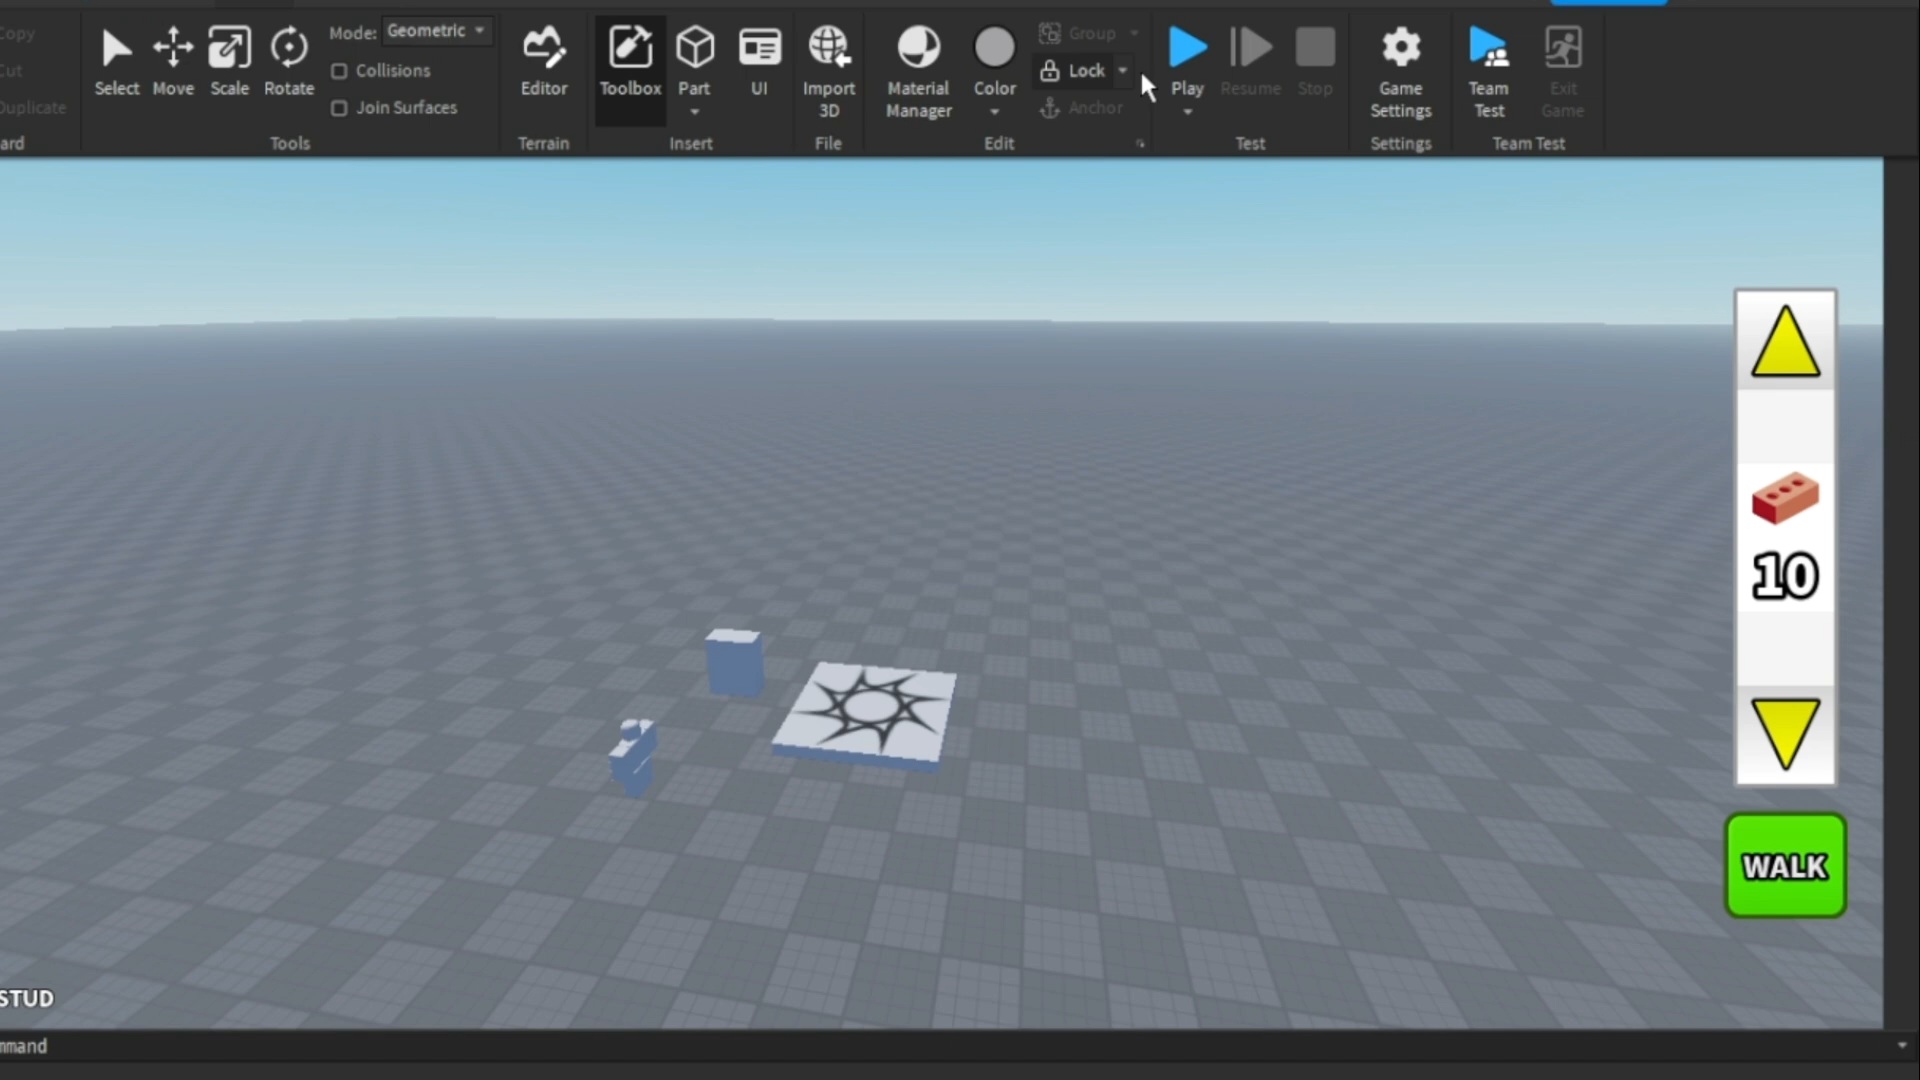 Copy
Cut
Duplicate
ard
Select
Move
Scale
Rotate
Mode: Geometric
Collisions
Join Surfaces
Tools
Editor
Terrain
Toolbox
Part
UI
Insert
Import
3D
File
Material
Manager
Color
Group
Lock
Anchor
Edit
Play
Resume
Stop
Test
Game
Settings
Settings
Team
Test
Exit
Game
Team Test
10
WALK
STUD
mmand